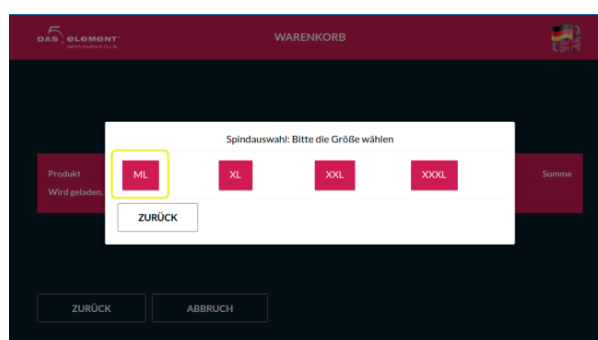 DAS 5 ELEMENT
GENTLEMEN'S CLUB
WARENKORB
Spindauswahl: Bitte die Größe wählen
Produkt
Summe
ML
XL
XXL
XXXL
Wird geladen.
ZURÜCK
ZURÜCK
ABBRUCH